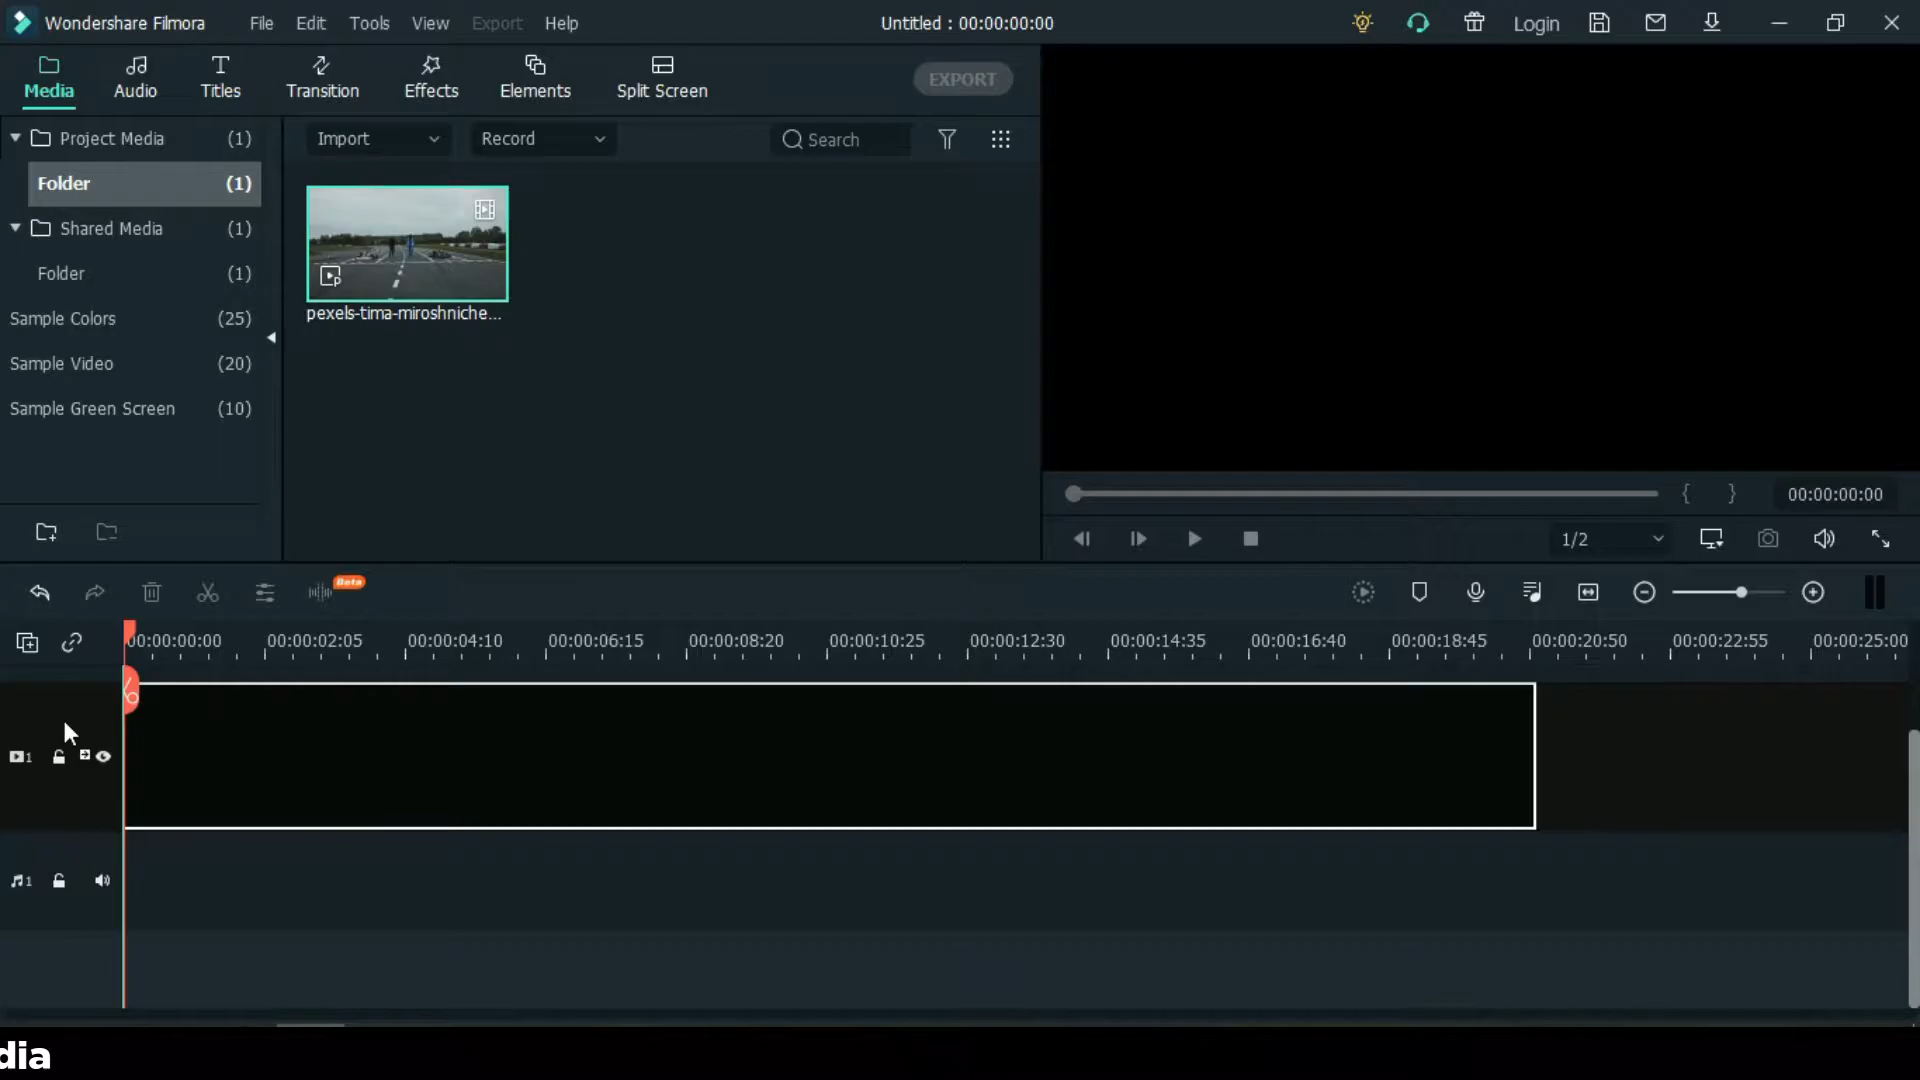 Wondershare Filmora File Edit Tools View Export Help Untitled : 00:00:00:00 Login
Media Audio Titles Transition Effects Elements Split Screen EXPORT
Project Media (1) Import Record Search
Folder (1)
Shared Media (1)
Folder (1)
Sample Colors (25)
Sample Video (20)
Sample Green Screen (10)
pexels-tima-miroshniche...
{ } 00:00:00:00
1/2
Beta
00:00:00:00 00:00:02:05 00:00:04:10 00:00:06:15 00:00:08:20 00:00:10:25 00:00:12:30 00:00:14:35 00:00:16:40 00:00:18:45 00:00:20:50 00:00:22:55 00:00:25:00
1
1
dia